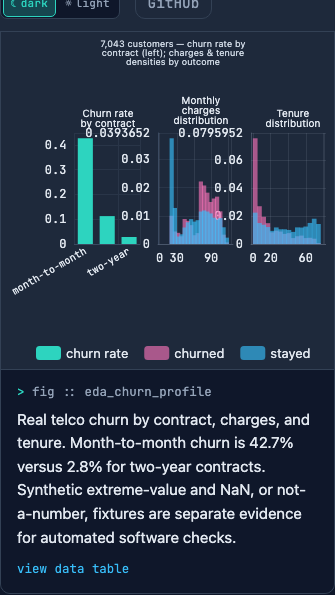 ☾ dark ☼ light GitHub
7,043 customers — churn rate by
contract (left); charges & tenure
densities by outcome
Churn rate
by contract
0.4
0.3
0.2
0.1
0
month-to-month
two-year
Monthly
charges
distribution
0.0393652
0.03
0.02
0.01
0
0 30 90
Tenure
distribution
0.0795952
0.06
0.04
0.02
0
0 20 60
churn rate churned stayed
> fig :: eda_churn_profile
Real telco churn by contract, charges, and
tenure. Month-to-month churn is 42.7%
versus 2.8% for two-year contracts.
Synthetic extreme-value and NaN, or not-
a-number, fixtures are separate evidence
for automated software checks.
view data table